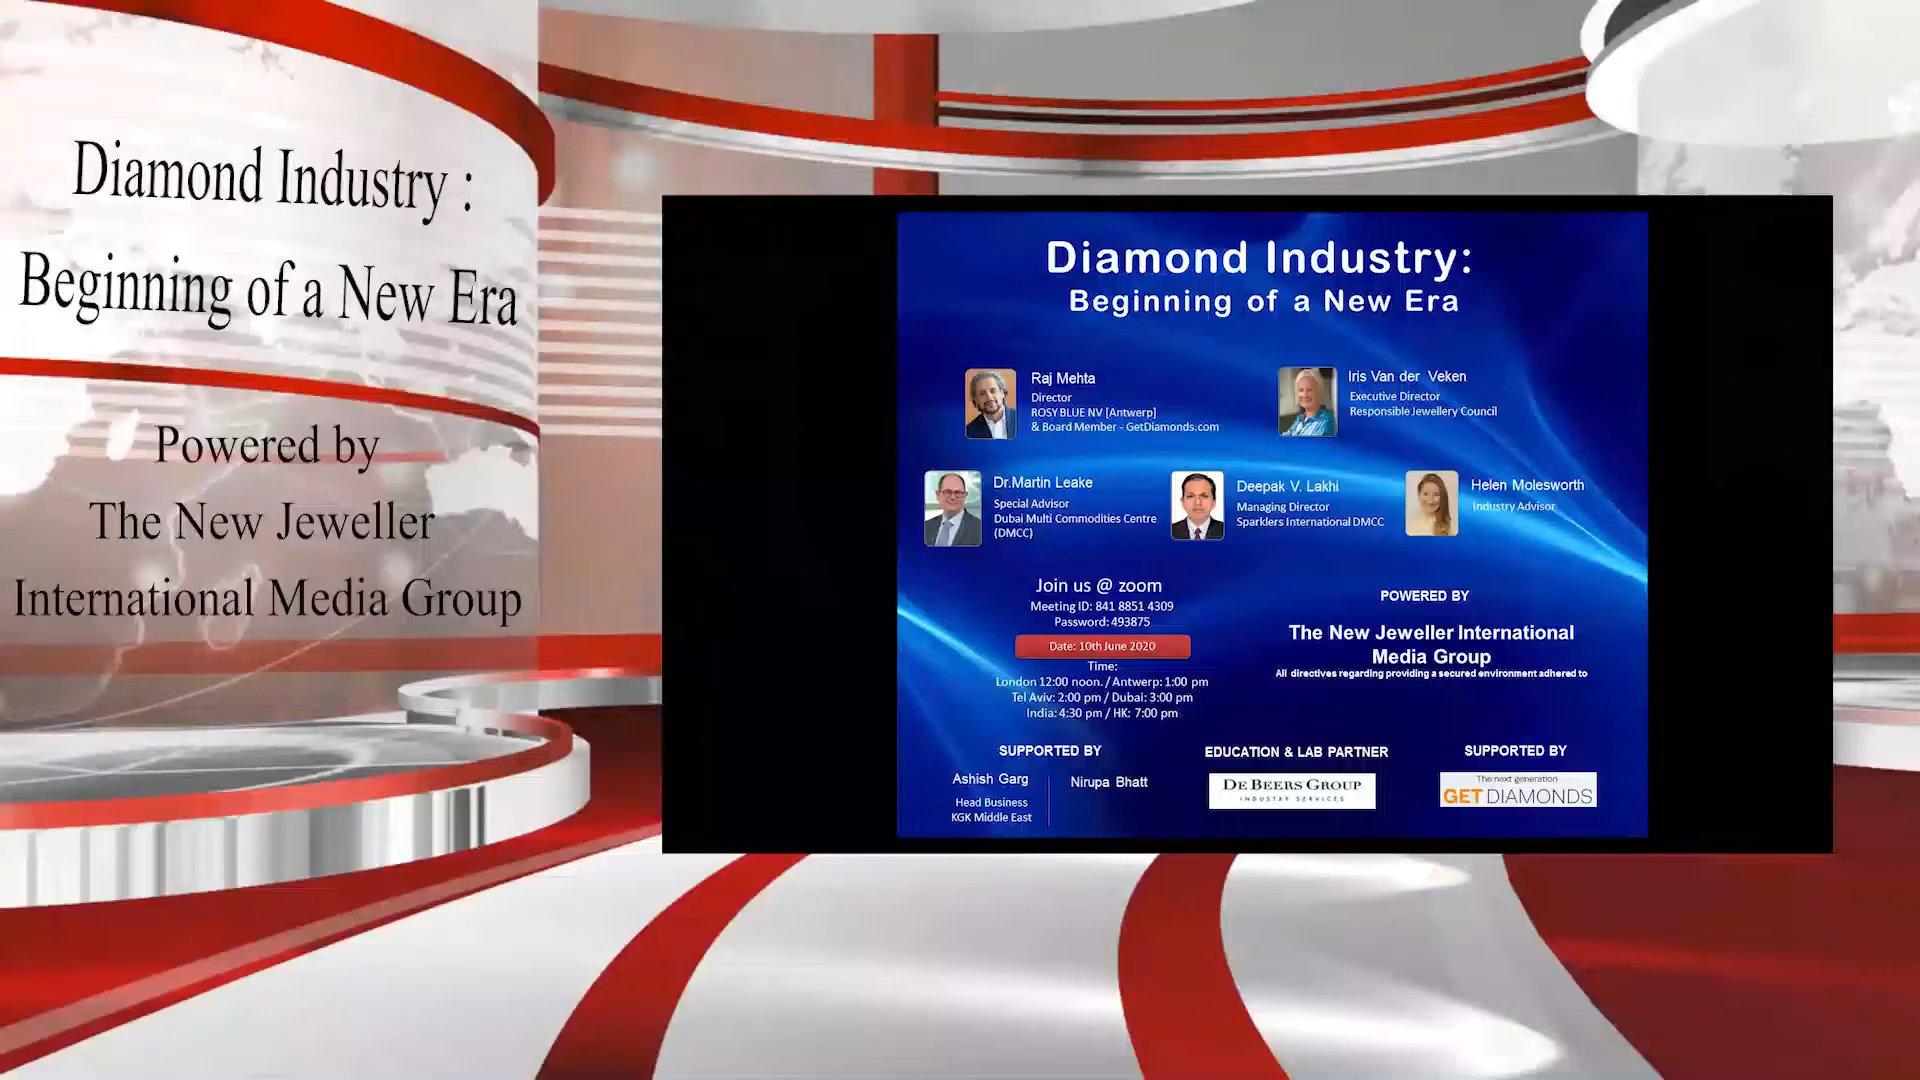 Diamond Industry :
Beginning of a New Era
Powered by
The New Jeweller
International Media Group
Diamond Industry:
Beginning of a New Era
Raj Mehta
Director
ROSY BLUE NV [Antwerp]
& Board Member - GetDiamonds.com
Iris Van der Veken
Executive Director
Responsible Jewellery Council
Dr.Martin Leake
Special Advisor
Dubai Multi Commodities Centre
(DMCC)
Deepak V. Lakhi
Managing Director
Sparklers International DMCC
Helen Molesworth
Industry Advisor
Join us @ zoom
Meeting ID: 841 8851 4309
Password: 493875
Date: 10th June 2020
Time:
London 12:00 noon. / Antwerp: 1:00 pm
Tel Aviv: 2:00 pm / Dubai: 3:00 pm
India: 4:30 pm / HK: 7:00 pm
POWERED BY
The New Jeweller International
Media Group
All directives regarding providing a secured environment adhered to
SUPPORTED BY
Ashish Garg
Head Business
KGK Middle East
Nirupa Bhatt
EDUCATION & LAB PARTNER
DE BEERS GROUP
INDUSTRY SERVICES
SUPPORTED BY
The next generation
GET DIAMONDS